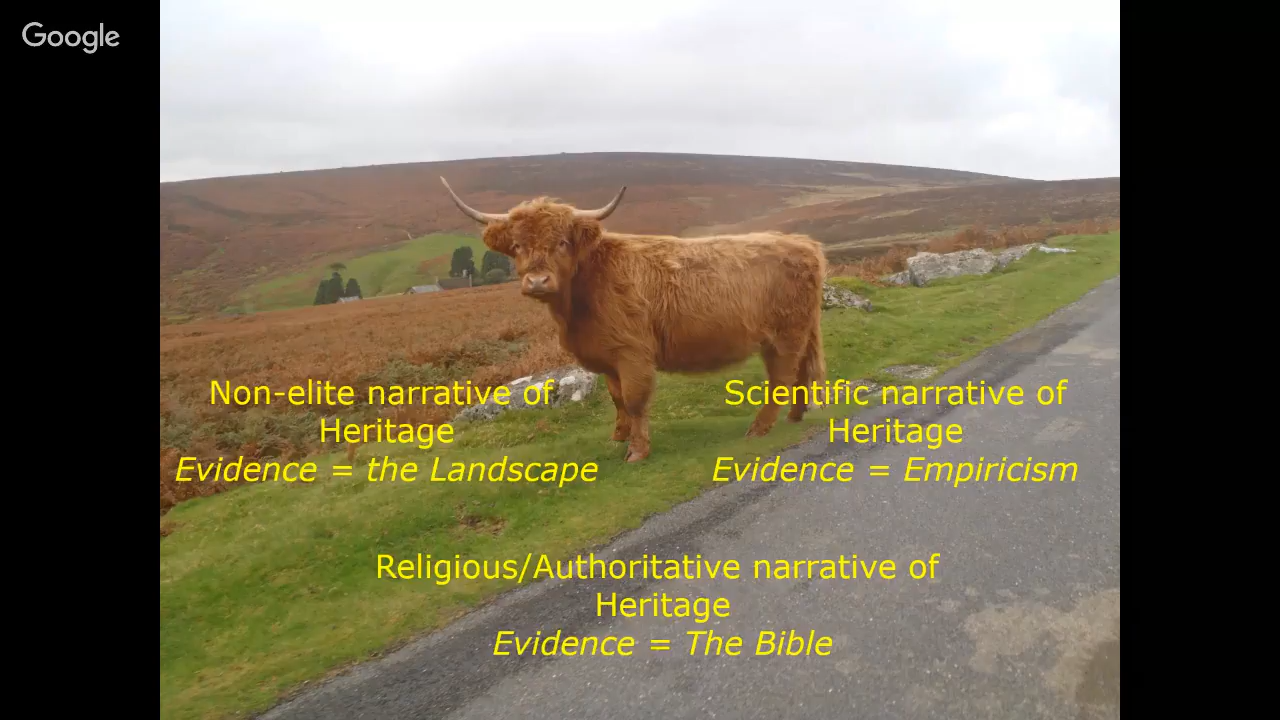 Google
Non-elite narrative of
Heritage
Evidence = the Landscape
Scientific narrative of
Heritage
Evidence = Empiricism
Religious/Authoritative narrative of
Heritage
Evidence = The Bible